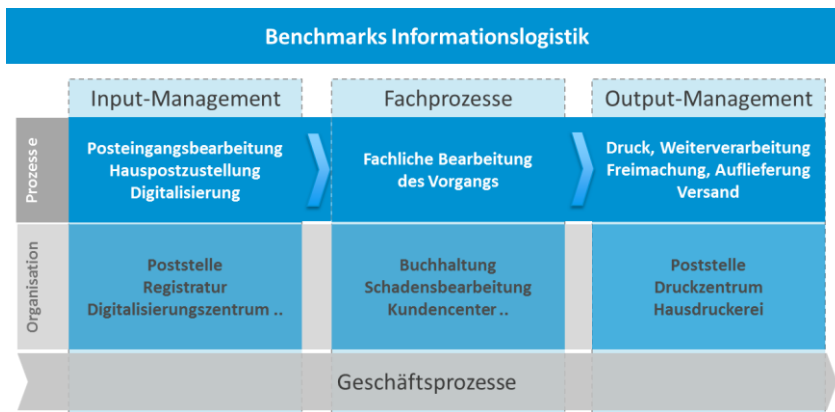 Benchmarks Informationslogistik
Input-Management
Fachprozesse
Output-Management
Prozesse
Posteingangsbearbeitung
Hauspostzustellung
Digitalisierung
Fachliche Bearbeitung
des Vorgangs
Druck, Weiterverarbeitung
Freimachung, Auflieferung
Versand
Organisation
Poststelle
Registratur
Digitalisierungszentrum ..
Buchhaltung
Schadensbearbeitung
Kundencenter ..
Poststelle
Druckzentrum
Hausdruckerei
Geschäftsprozesse